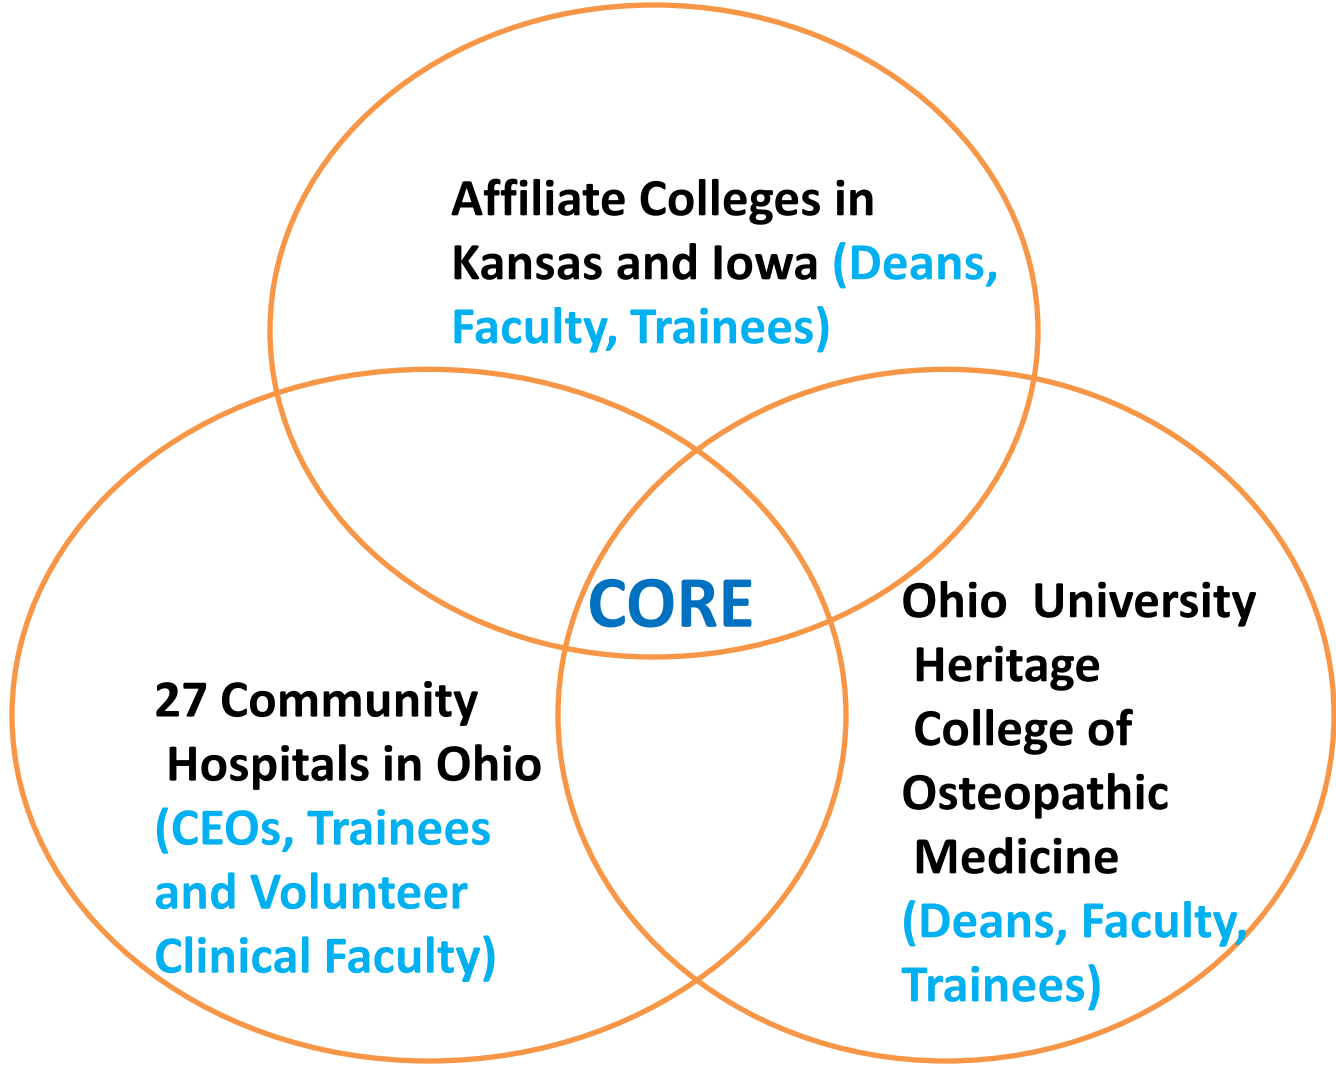 Affiliate Colleges in
Kansas and Iowa (Deans,
Faculty, Trainees)
CORE
27 Community
Hospitals in Ohio
(CEOs, Trainees
and Volunteer
Clinical Faculty)
Ohio University
Heritage
College of
Osteopathic
Medicine
(Deans, Faculty,
Trainees)